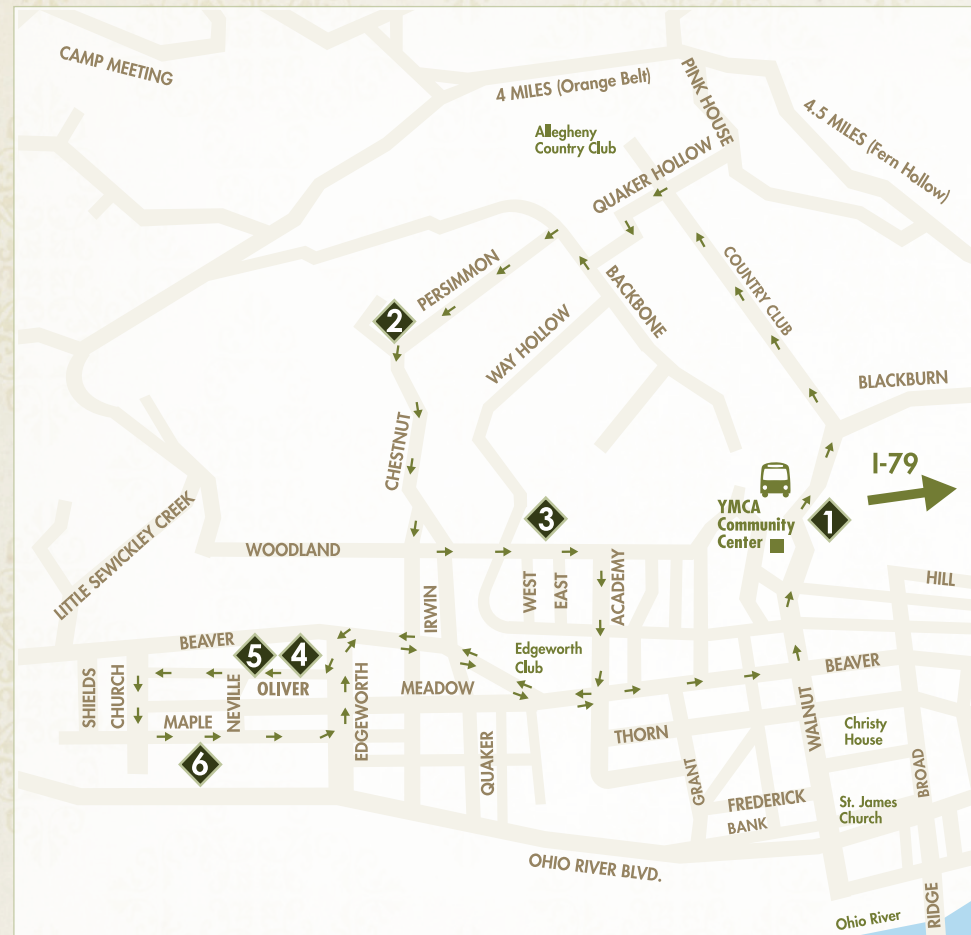 CAMP MEETING
4 MILES (Orange Belt)
PINK HOUSE
4.5 MILES (Fern Hollow)
Allegheny
Country Club
QUAKER HOLLOW
PERSIMMON
BACKBONE
COUNTRY CLUB
2
WAY HOLLOW
BLACKBURN
CHESTNUT
I-79
YMCA
Community
Center
1
3
LITTLE SEWICKLEY CREEK
WOODLAND
WEST
EAST
ACADEMY
IRWIN
HILL
BEAVER
5
4
Edgeworth
Club
BEAVER
SHIELDS
CHURCH
NEVILLE
OLIVER
EDGEWORTH
MEADOW
MAPLE
WALNUT
Christy
House
THORN
6
QUAKER
GRANT
FREDERICK
BANK
BROAD
St. James
Church
OHIO RIVER BLVD.
RIDGE
Ohio River